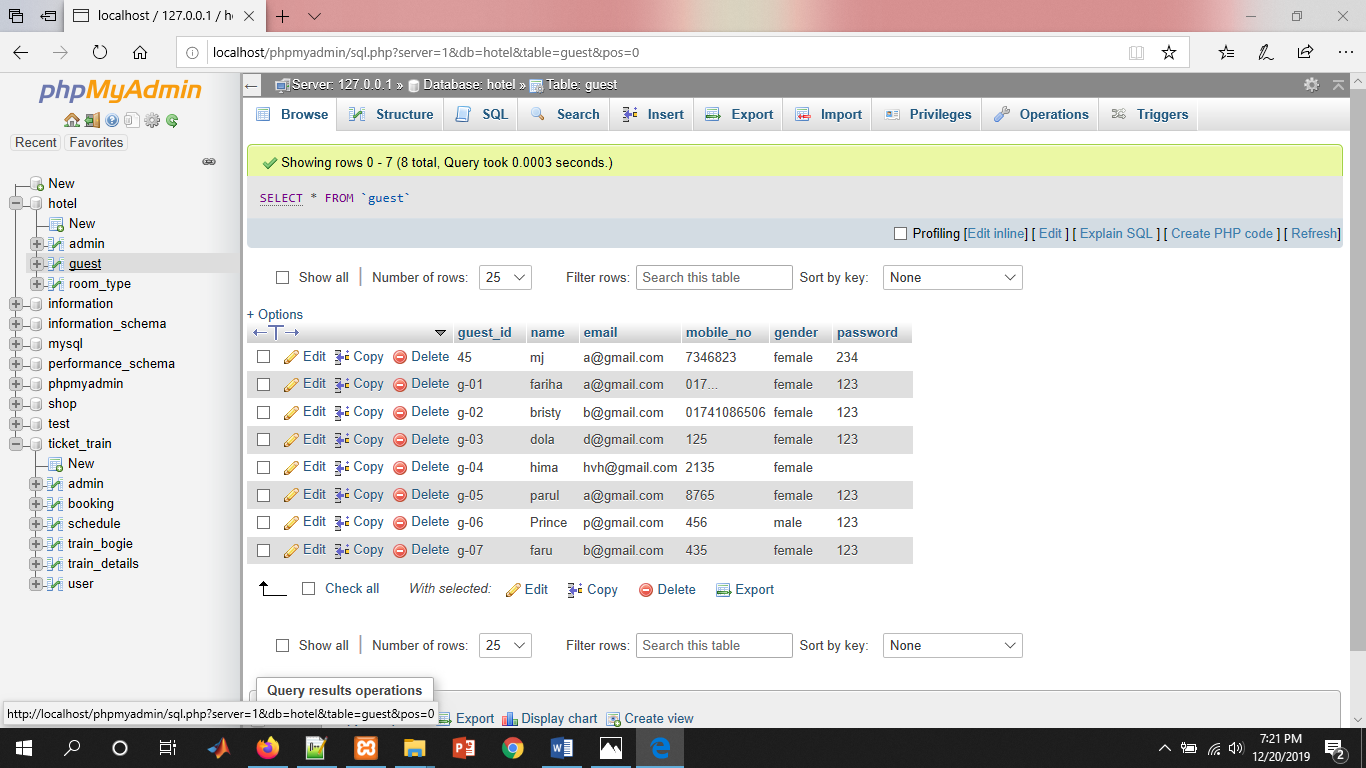 localhost / 127.0.0.1 / h
localhost/phpmyadmin/sql.php?server=1&db=hotel&table=guest&pos=0
phpMyAdmin
Recent Favorites
New
hotel
New
admin
guest
room_type
information
information_schema
mysql
performance_schema
phpmyadmin
shop
test
ticket_train
New
admin
booking
schedule
train_bogie
train_details
user
Server: 127.0.0.1 » Database: hotel » Table: guest
Browse Structure SQL Search Insert Export Import Privileges Operations Triggers
Showing rows 0 - 7 (8 total, Query took 0.0003 seconds.)
SELECT * FROM `guest`
Profiling [Edit inline] [ Edit ] [ Explain SQL ] [ Create PHP code ] [ Refresh]
Show all | Number of rows: 25 Filter rows: Search this table Sort by key: None
+ Options
←T→ guest_id name email mobile_no gender password
Edit Copy Delete 45 mj a@gmail.com 7346823 female 234
Edit Copy Delete g-01 fariha a@gmail.com 017... female 123
Edit Copy Delete g-02 bristy b@gmail.com 01741086506 female 123
Edit Copy Delete g-03 dola d@gmail.com 125 female 123
Edit Copy Delete g-04 hima hvh@gmail.com 2135 female
Edit Copy Delete g-05 parul a@gmail.com 8765 female 123
Edit Copy Delete g-06 Prince p@gmail.com 456 male 123
Edit Copy Delete g-07 faru b@gmail.com 435 female 123
Check all With selected: Edit Copy Delete Export
Show all | Number of rows: 25 Filter rows: Search this table Sort by key: None
Query results operations
http://localhost/phpmyadmin/sql.php?server=1&db=hotel&table=guest&pos=0
Export Display chart Create view
7:21 PM
12/20/2019
2